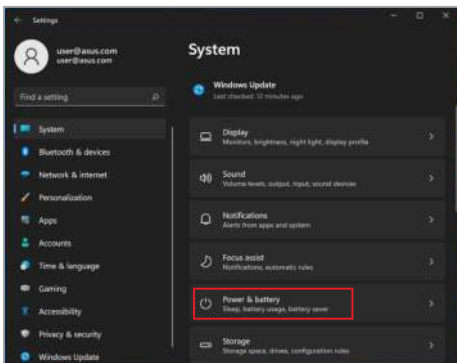 Settings
user@asus.com
user@asus.com
System
Windows Update
Last checked: 12 minutes ago
Find a setting
System
Display
Monitors, brightness, night light, display profile
Bluetooth & devices
Network & internet
Sound
Volume levels, output, input, sound devices
Personalization
Apps
Notifications
Alerts from apps and system
Accounts
Time & language
Focus assist
Notifications, automatic rules
Gaming
Accessibility
Power & battery
Sleep, battery usage, battery saver
Privacy & security
Windows Update
Storage
Storage space, drives, configuration rules